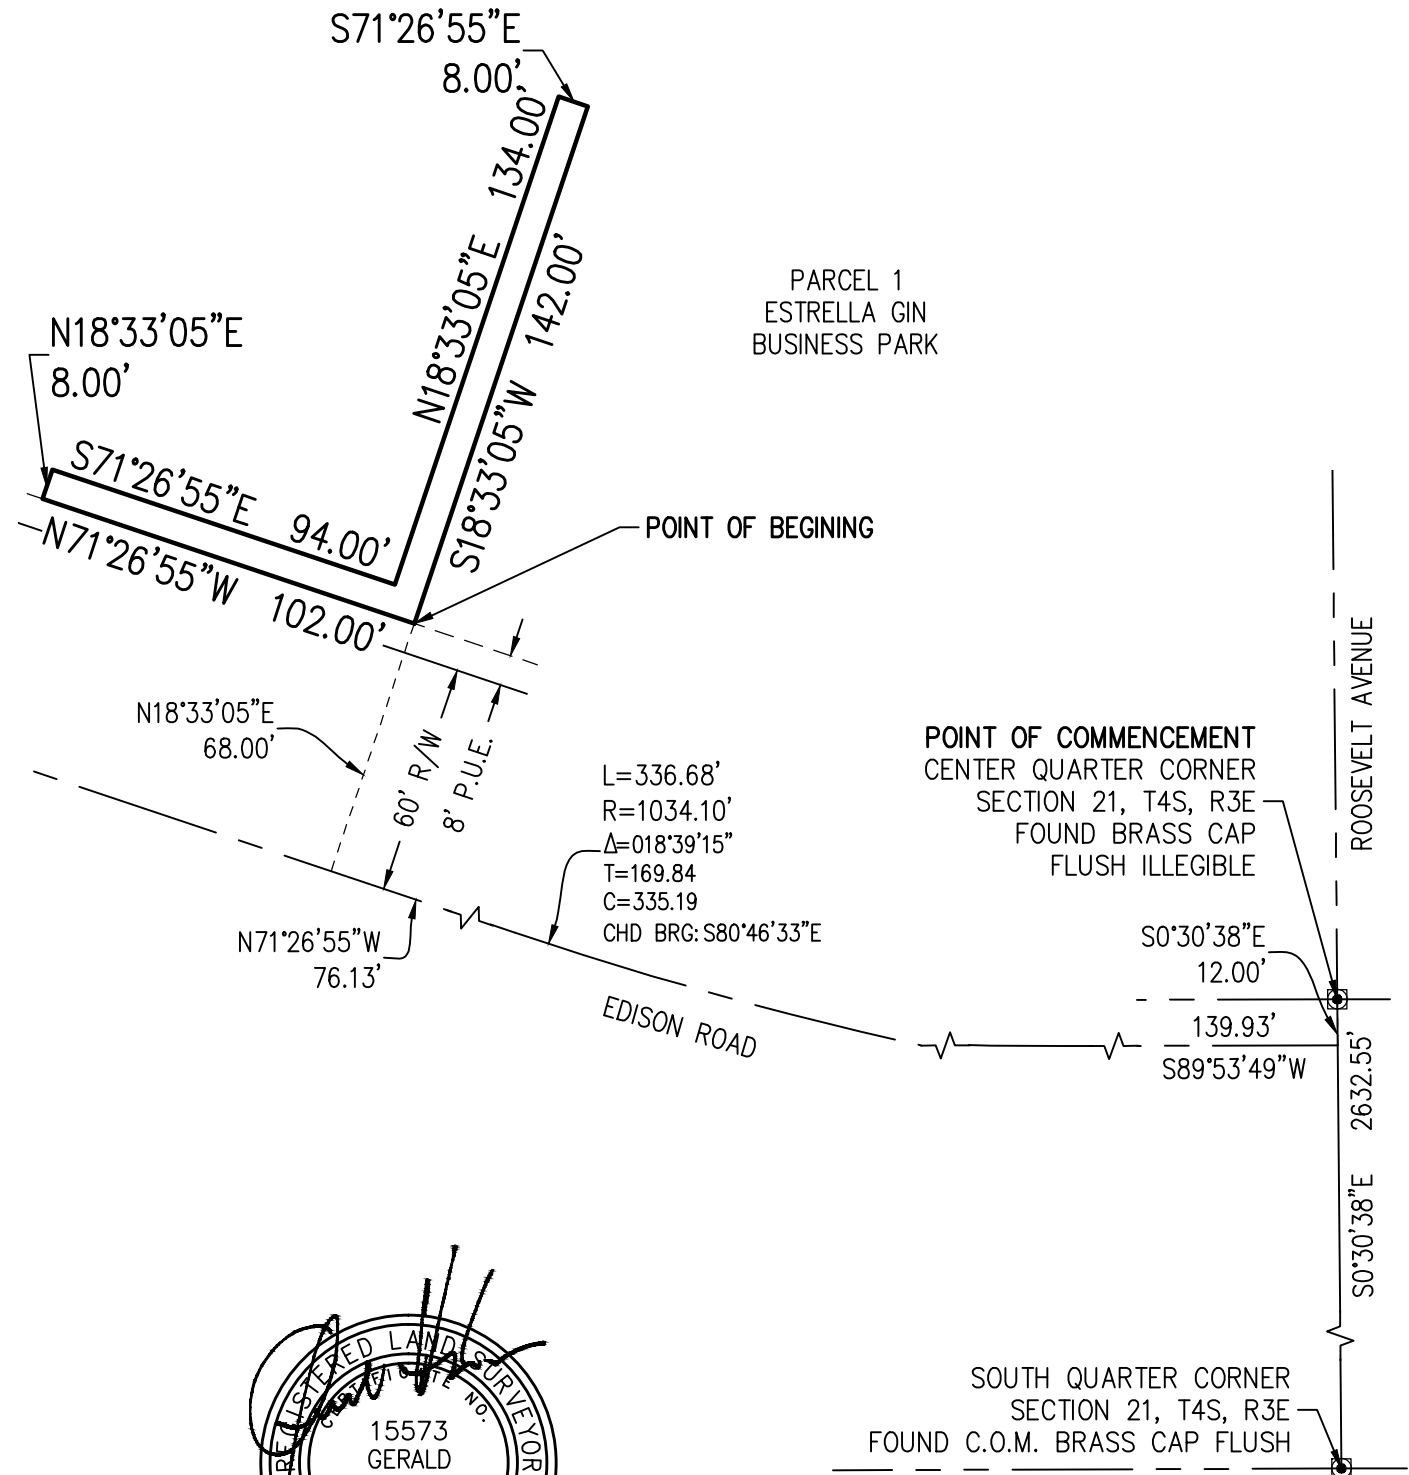 S71°26'55"E
8.00'
134.00'
N18°33'05"E
S18°33'05"W 142.00'
PARCEL 1
ESTRELLA GIN
BUSINESS PARK
N18°33'05"E
8.00'
S71°26'55"E 94.00'
N71°26'55"W 102.00'
POINT OF BEGINING
N18°33'05"E
68.00'
60' R/W
8' P.U.E.
L=336.68'
R=1034.10'
Δ=018°39'15"
T=169.84
C=335.19
CHD BRG: S80°46'33"E
N71°26'55"W
76.13'
EDISON ROAD
POINT OF COMMENCEMENT
CENTER QUARTER CORNER
SECTION 21, T4S, R3E
FOUND BRASS CAP
FLUSH ILLEGIBLE
ROOSEVELT AVENUE
S0°30'38"E
12.00'
139.93'
S89°53'49"W
S0°30'38"E 2632.55'
SOUTH QUARTER CORNER
SECTION 21, T4S, R3E
FOUND C.O.M. BRASS CAP FLUSH
REGISTERED LAND SURVEYOR
CERTIFICATE NO.
15573
GERALD